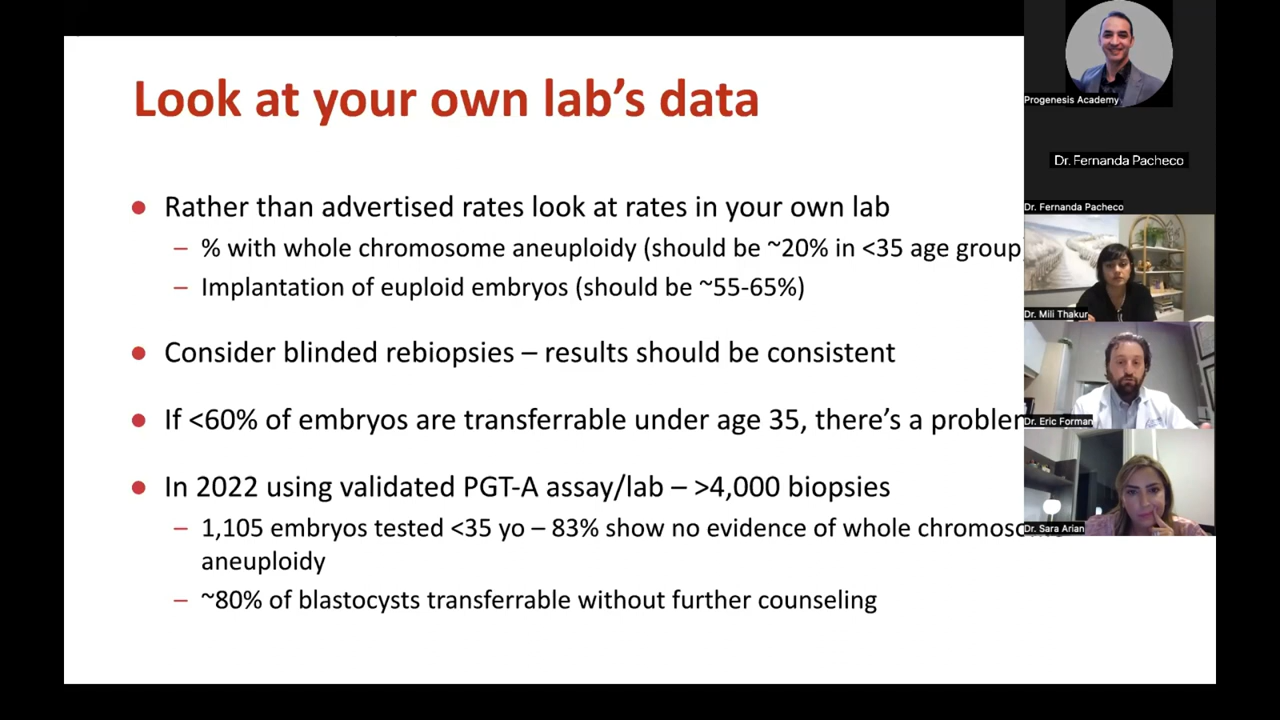 Look at your own lab's data
• Rather than advertised rates look at rates in your own lab
– % with whole chromosome aneuploidy (should be ~20% in <35 age group
– Implantation of euploid embryos (should be ~55-65%)
• Consider blinded rebiopsies – results should be consistent
• If <60% of embryos are transferrable under age 35, there's a problem
• In 2022 using validated PGT-A assay/lab – >4,000 biopsies
– 1,105 embryos tested <35 yo – 83% show no evidence of whole
aneuploidy
– ~80% of blastocysts transferrable without further counseling
Progenesis Academy
Dr. Fernanda Pacheco
Dr. Fernanda Pacheco
Dr. Mili Thakur
Dr. Eric Forman
Dr. Sara Arian